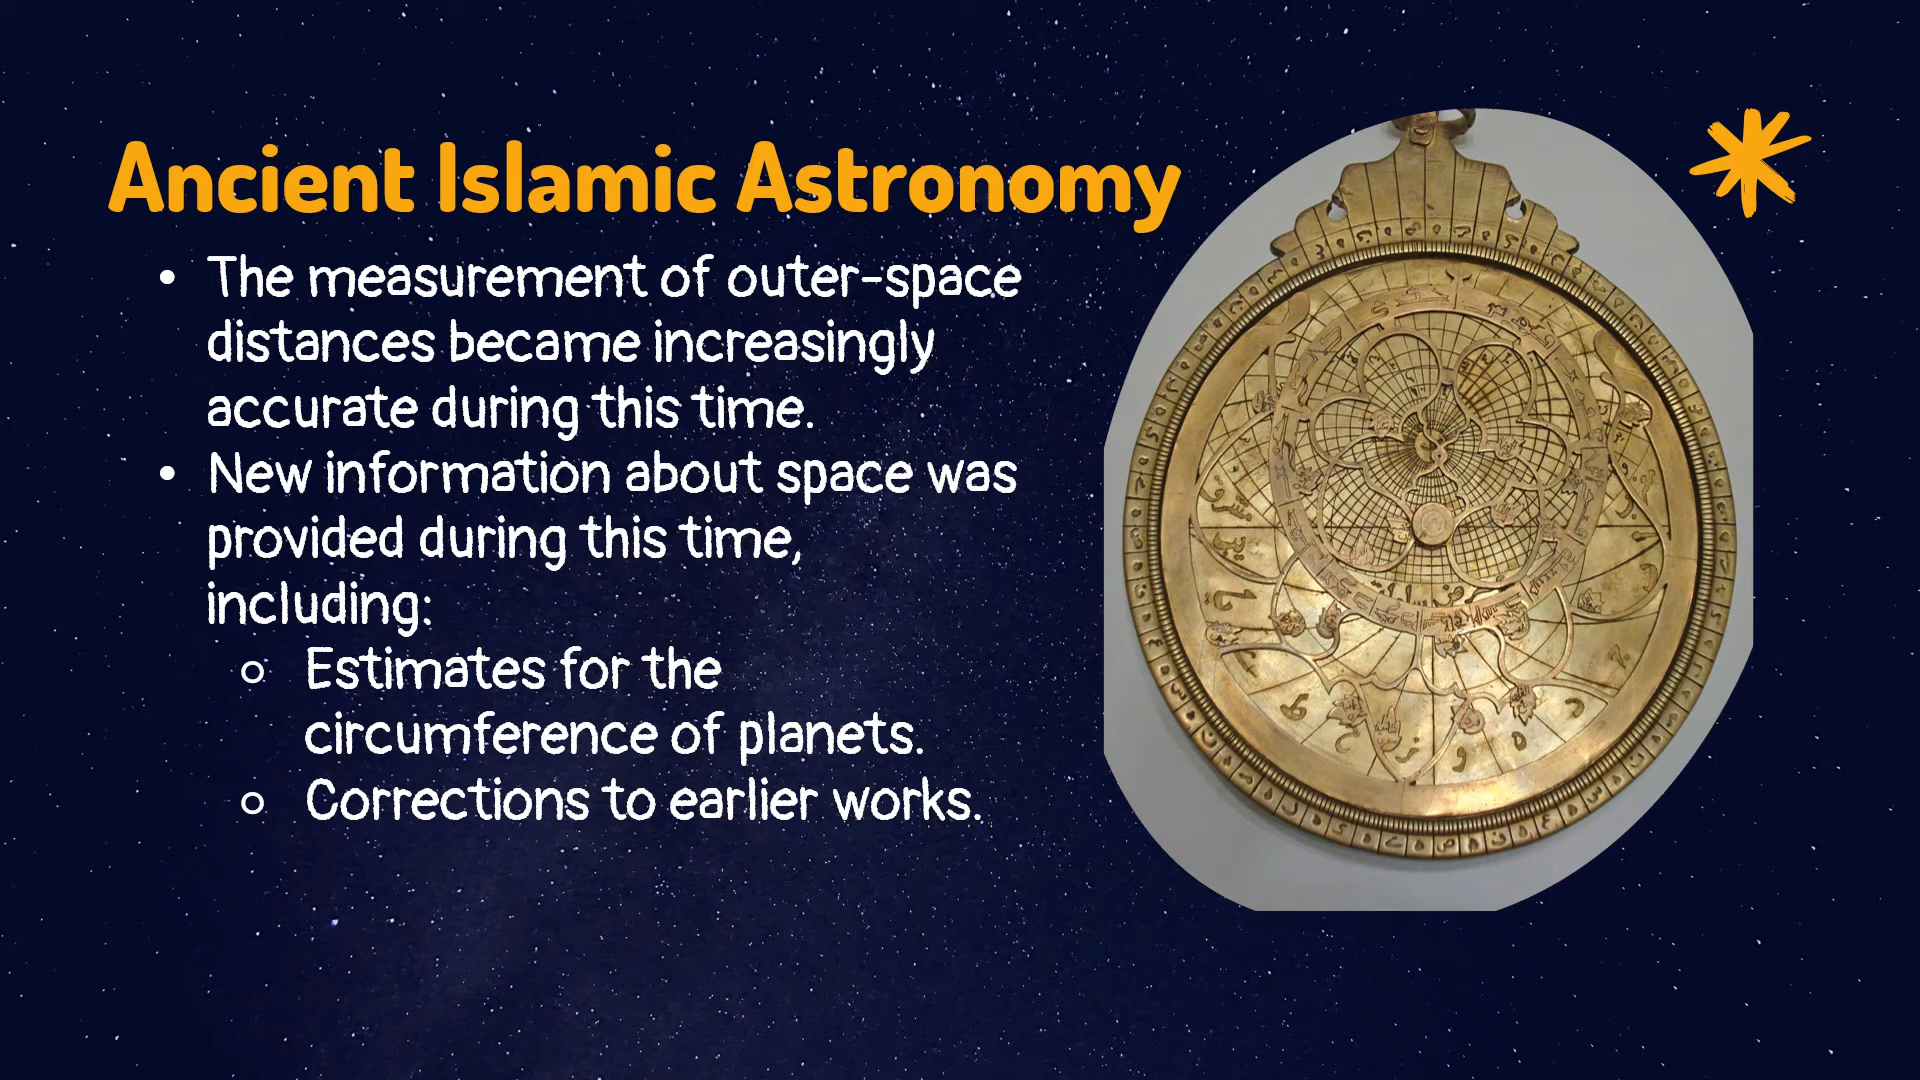 Ancient Islamic Astronomy
• The measurement of outer-space
distances became increasingly
accurate during this time.
• New information about space was
provided during this time,
including:
○ Estimates for the
circumference of planets.
○ Corrections to earlier works.